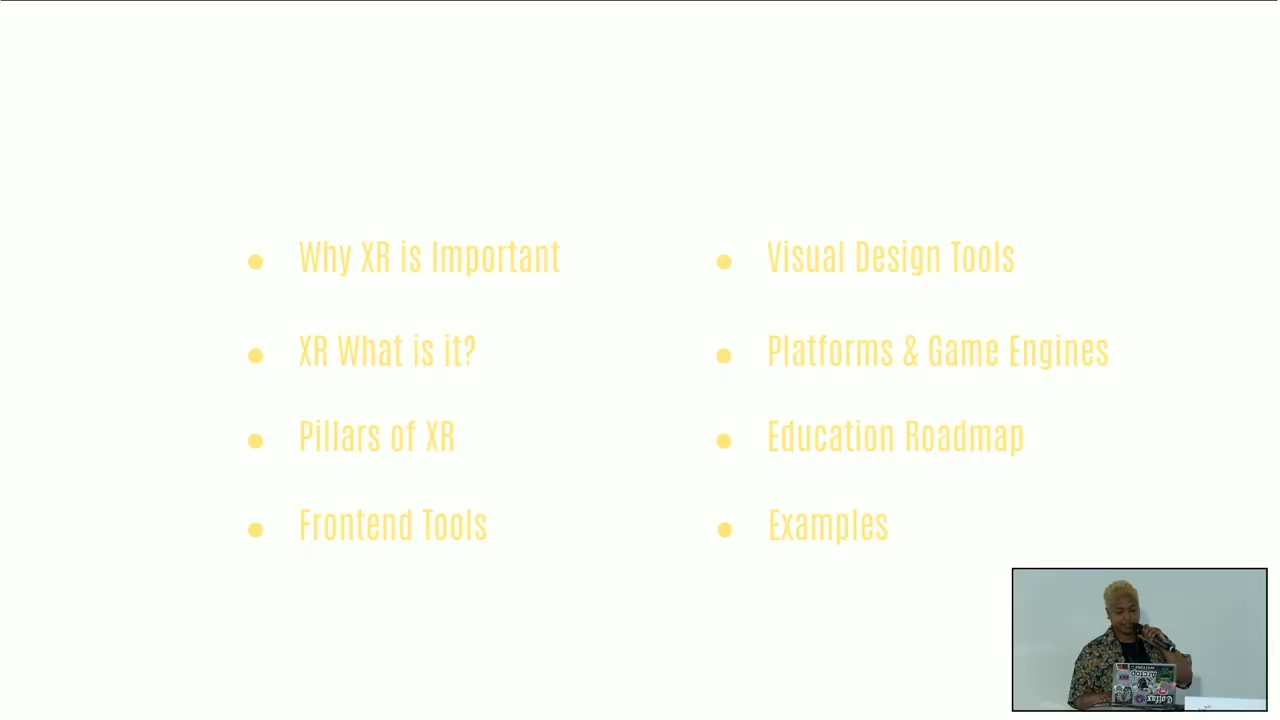 Why XR is Important
XR What is it?
Pillars of XR
Frontend Tools
Visual Design Tools
Platforms & Game Engines
Education Roadmap
Examples